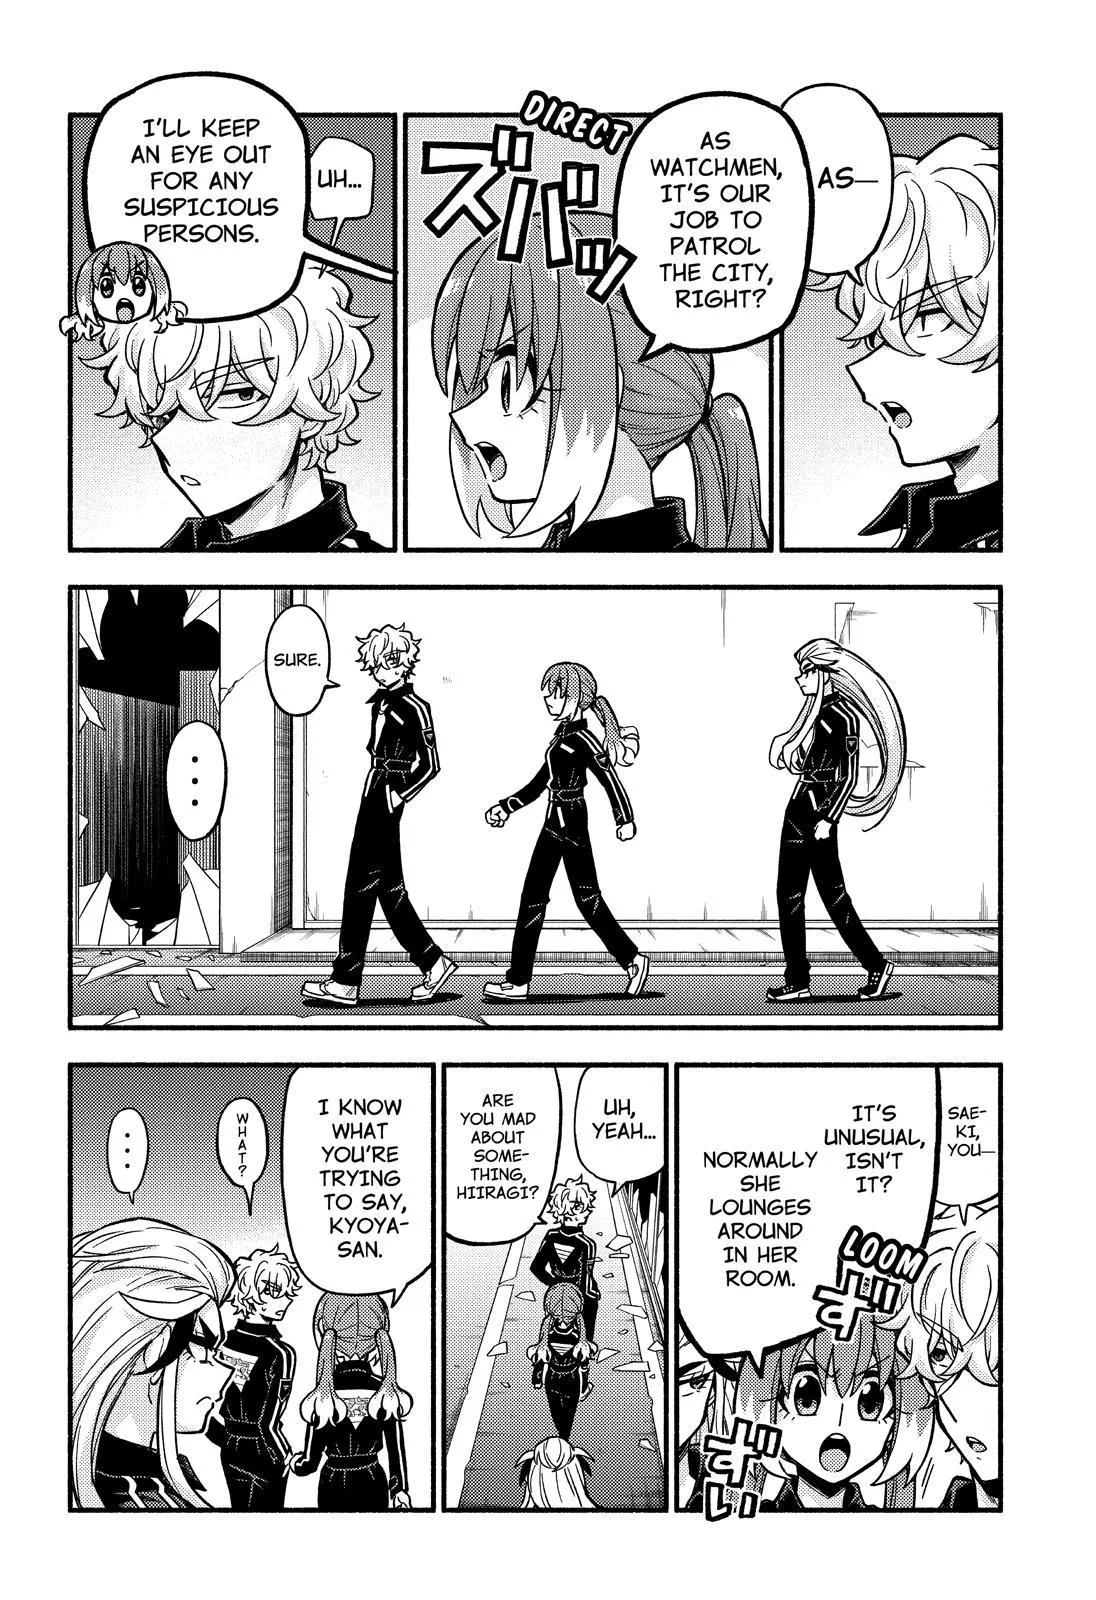 AS—
AS
WATCHMEN,
IT'S OUR
JOB TO
PATROL
THE CITY,
RIGHT?
DIRECT
ズバッ
UH...
I'LL KEEP
AN EYE OUT
FOR ANY
SUSPICIOUS
PERSONS.
SURE.
...
SAE-
KI,
YOU—
IT'S
UNUSUAL,
ISN'T
IT?
NORMALLY
SHE
LOUNGES
AROUND
IN HER
ROOM.
LOOM
ずいずい
UH,
YEAH...
ARE
YOU MAD
ABOUT
SOME-
THING,
HIIRAGI?
I KNOW
WHAT
YOU'RE
TRYING
TO SAY,
KYOYA-
SAN.
WHAT?
...